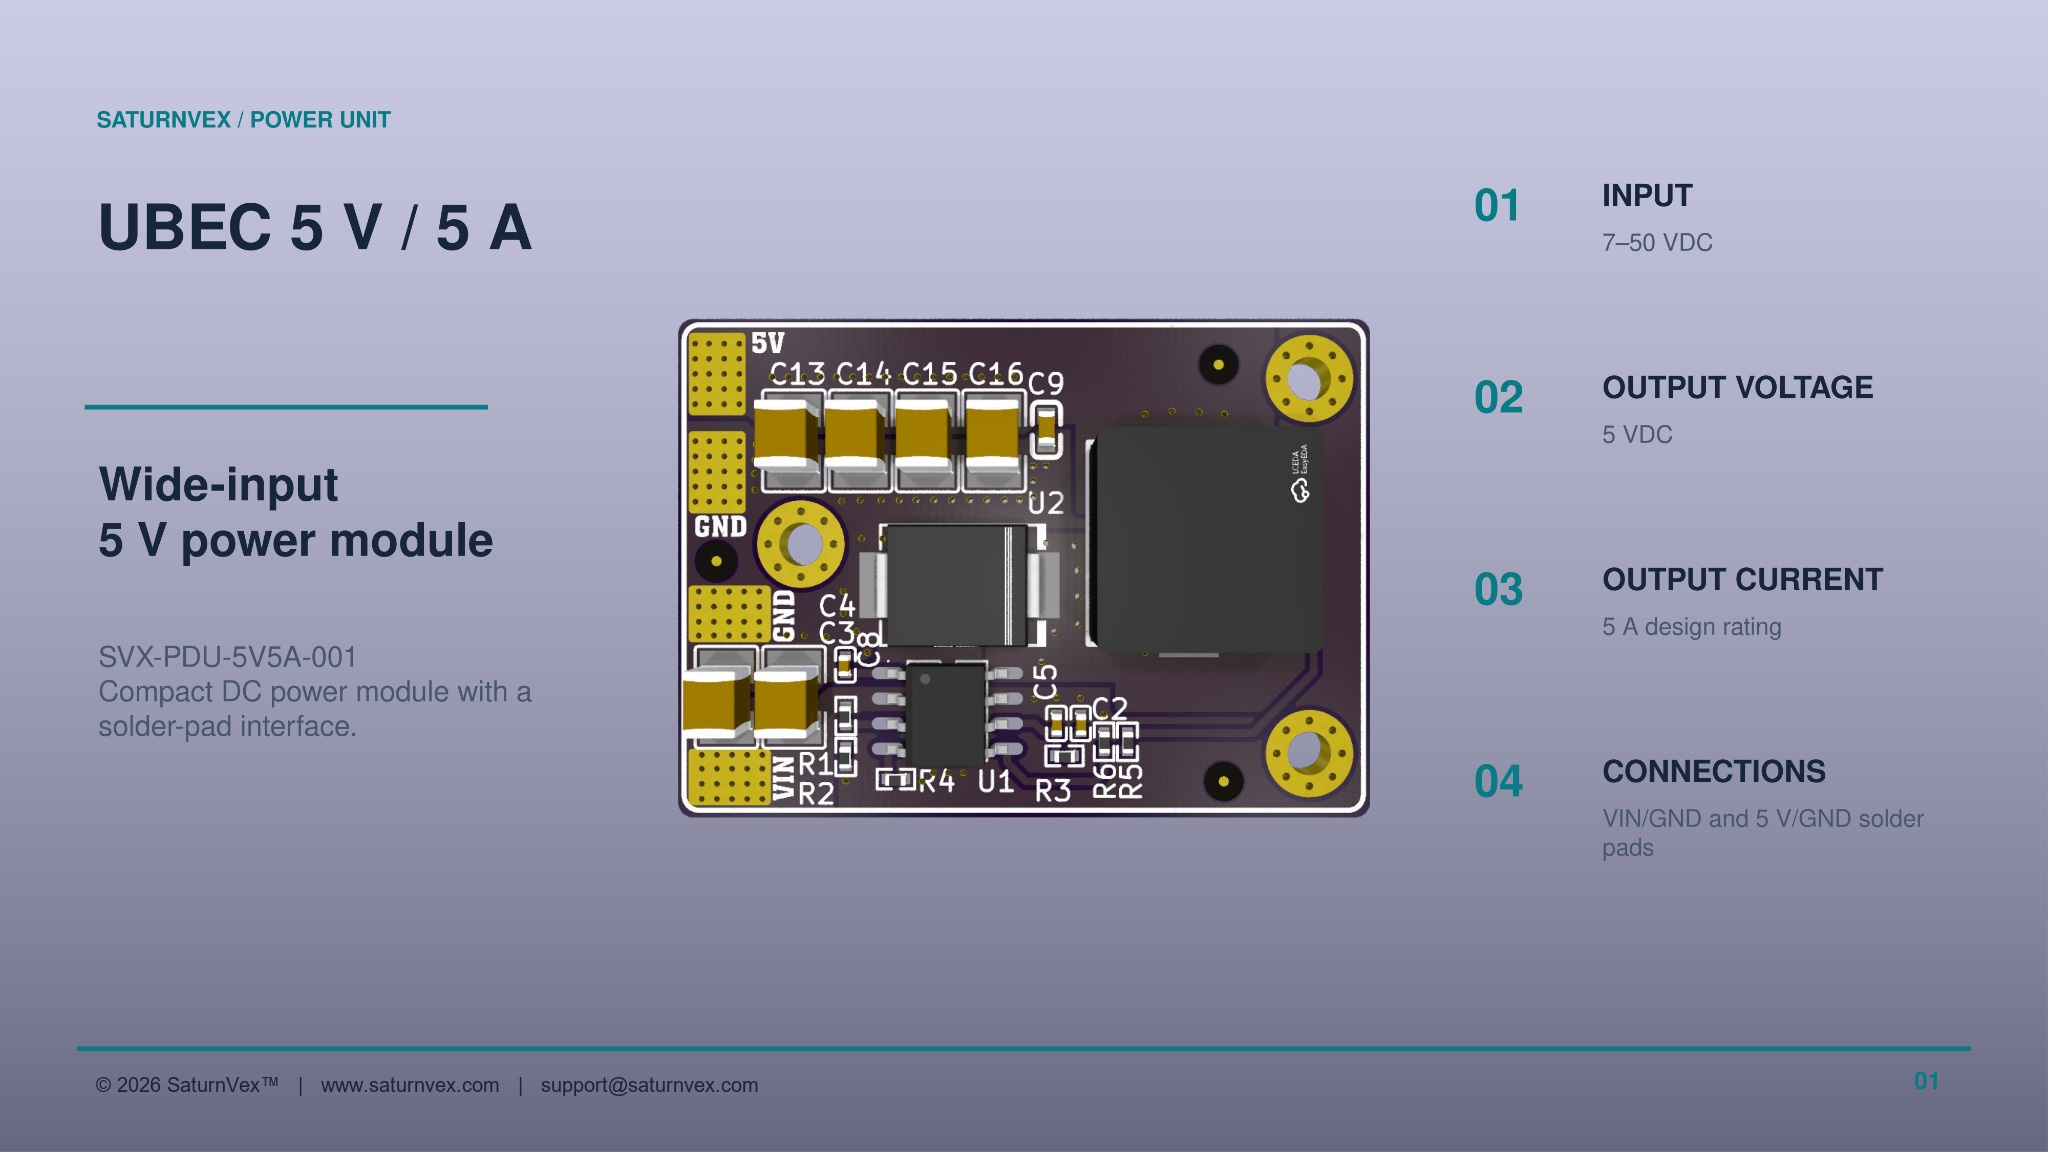 SATURNVEX / POWER UNIT
UBEC 5 V / 5 A
Wide-input
5 V power module
SVX-PDU-5V5A-001
Compact DC power module with a
solder-pad interface.
5V
C13 C14 C15 C16 C9
U2
GND
GND
C4
C3
C8
C5
C2
VIN
R1
R2
R4
U1
R3
R6
R5
LCEDA
EasyEDA
01
INPUT
7–50 VDC
02
OUTPUT VOLTAGE
5 VDC
03
OUTPUT CURRENT
5 A design rating
04
CONNECTIONS
VIN/GND and 5 V/GND solder
pads
© 2026 SaturnVex™ | www.saturnvex.com | support@saturnvex.com
01